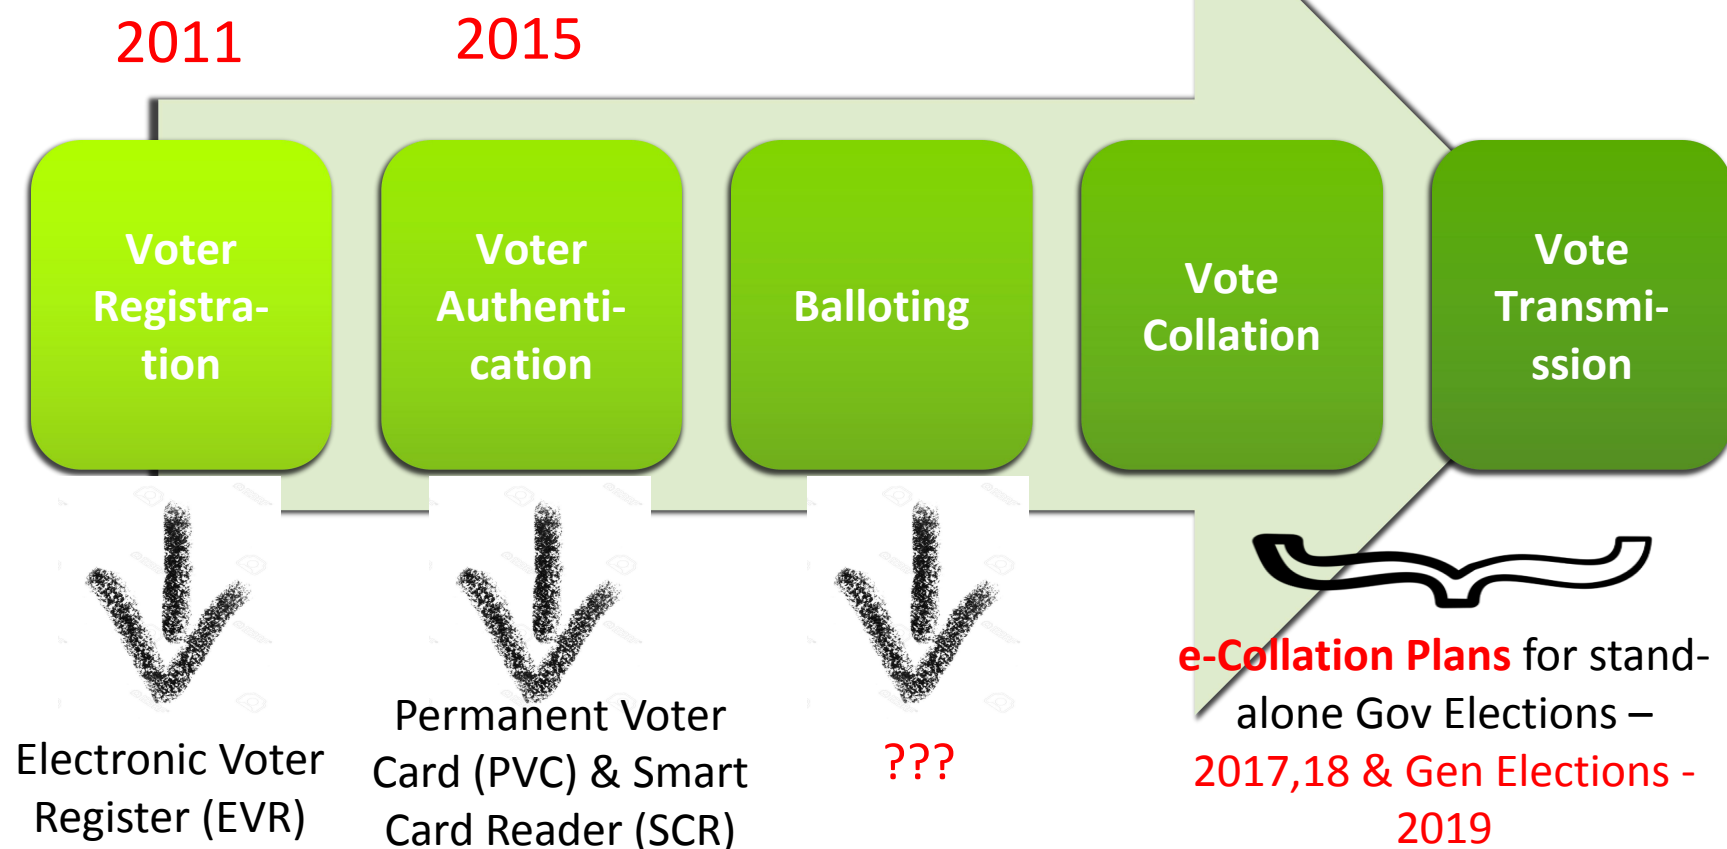 2011
2015
Voter
Registra-
tion
Voter
Authenti-
cation
Balloting
Vote
Collation
Vote
Transmi-
ssion
Electronic Voter
Register (EVR)
Permanent Voter
Card (PVC) & Smart
Card Reader (SCR)
???
e-Collation Plans for stand-
alone Gov Elections –
2017,18 & Gen Elections -
2019